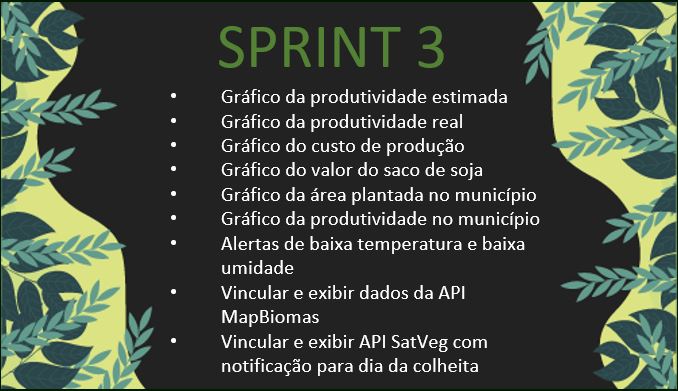 SPRINT 3
• Gráfico da produtividade estimada
• Gráfico da produtividade real
• Gráfico do custo de produção
• Gráfico do valor do saco de soja
• Gráfico da área plantada no município
• Gráfico da produtividade no município
• Alertas de baixa temperatura e baixa
umidade
• Vincular e exibir dados da API
MapBiomas
• Vincular e exibir API SatVeg com
notificação para dia da colheita